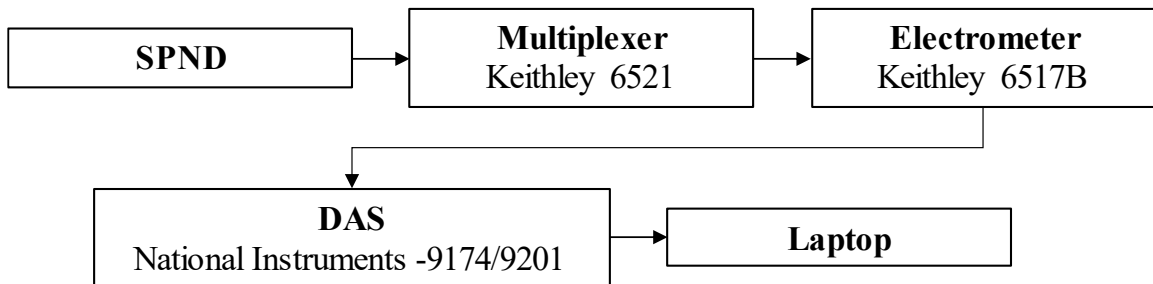 SPND
Multiplexer
Keithley 6521
Electrometer
Keithley 6517B
DAS
National Instruments -9174/9201
Laptop